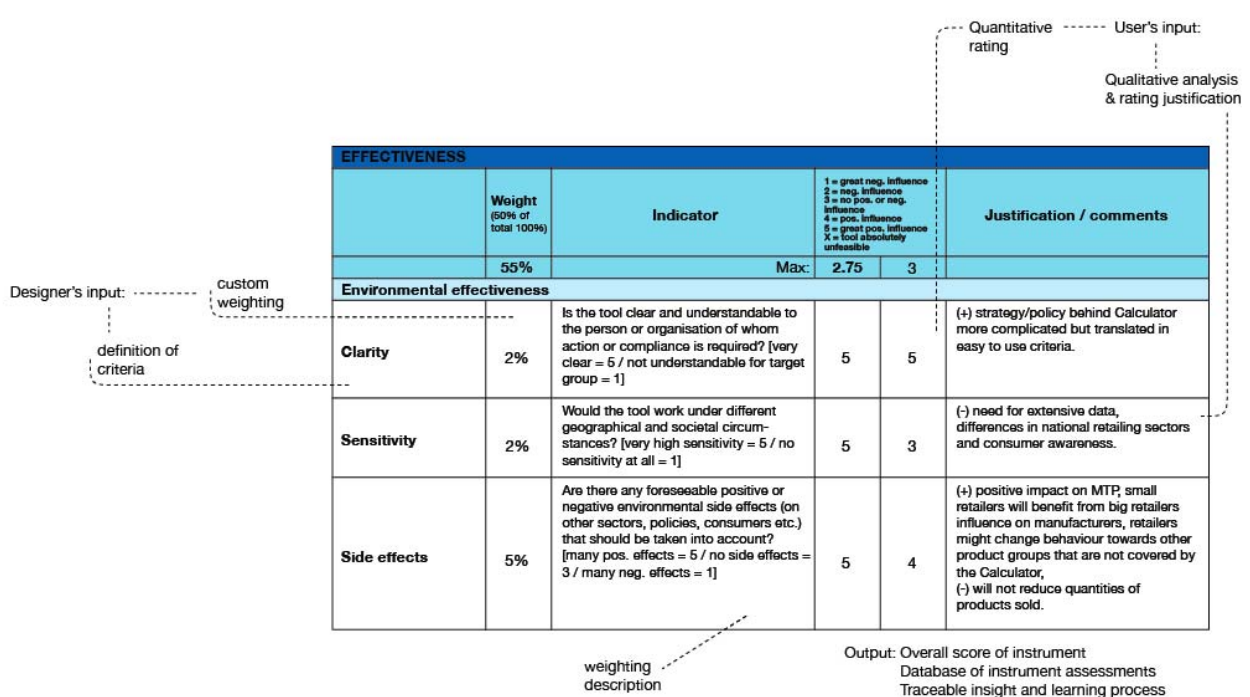 Quantitative
rating
User's input:
Qualitative analysis
& rating justification
EFFECTIVENESS
Weight
(50% of
total 100%)
Indicator
1 = great neg. influence
2 = neg. influence
3 = no pos. or neg.
influence
4 = pos. influence
5 = great pos. influence
X = tool absolutely
unfeasible
Justification / comments
55%
Max:
2.75
3
Environmental effectiveness
Designer's input:
custom
weighting
definition of
criteria
Clarity
2%
Is the tool clear and understandable to
the person or organisation of whom
action or compliance is required? [very
clear = 5 / not understandable for target
group = 1]
5
5
(+) strategy/policy behind Calculator
more complicated but translated in
easy to use criteria.
Sensitivity
2%
Would the tool work under different
geographical and societal circum-
stances? [very high sensitivity = 5 / no
sensitivity at all = 1]
5
3
(-) need for extensive data,
differences in national retailing sectors
and consumer awareness.
Side effects
5%
Are there any foreseeable positive or
negative environmental side effects (on
other sectors, policies, consumers etc.)
that should be taken into account?
[many pos. effects = 5 / no side effects =
3 / many neg. effects = 1]
5
4
(+) positive impact on MTP, small
retailers will benefit from big retailers
influence on manufacturers, retailers
might change behaviour towards other
product groups that are not covered by
the Calculator,
(-) will not reduce quantities of
products sold.
weighting
description
Output: Overall score of instrument
Database of instrument assessments
Traceable insight and learning process